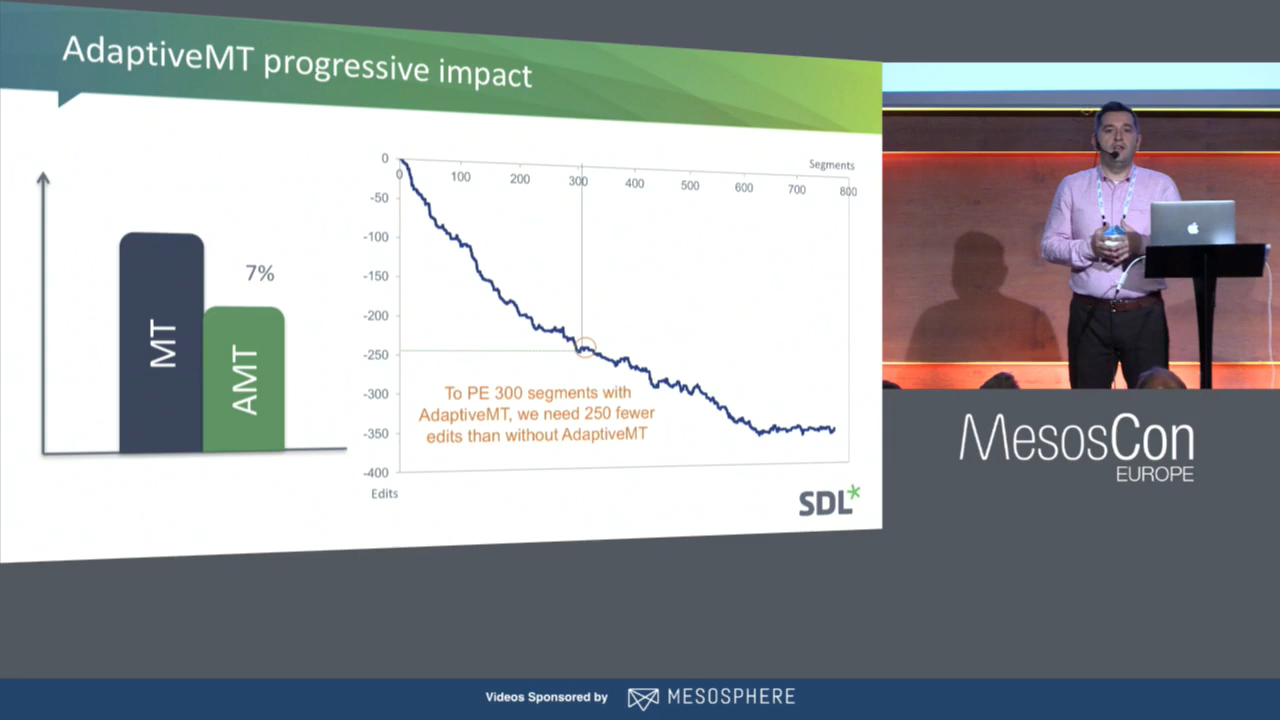 AdaptiveMT progressive impact
7%
MT
AMT
0
-50
-100
-150
-200
-250
-300
-350
-400
Edits
Segments
0 100 200 300 400 500 600 700 800
To PE 300 segments with
AdaptiveMT, we need 250 fewer
edits than without AdaptiveMT
SDL*
MesosCon
EUROPE
Videos Sponsored by MESOSPHERE